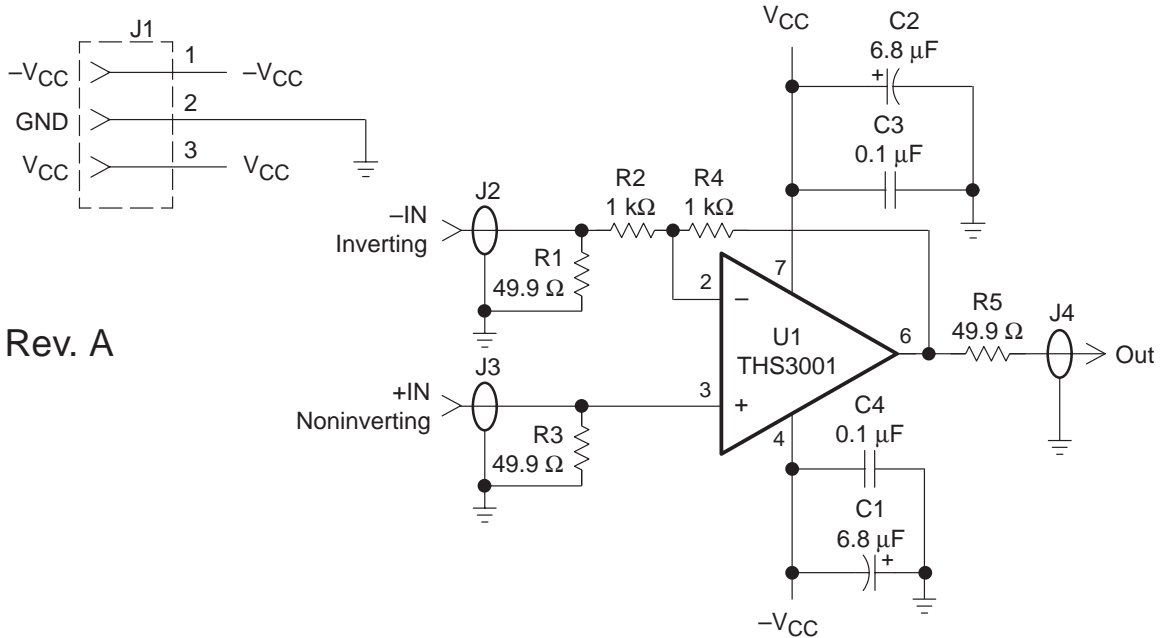 J1
1
–VCC
–VCC
2
GND
3
VCC
VCC
VCC
C2
6.8 µF
+
C3
0.1 µF
J2
–IN
Inverting
R2
1 kΩ
R4
1 kΩ
R1
49.9 Ω
7
2
–
U1
THS3001
6
R5
49.9 Ω
J4
Out
Rev. A
J3
+IN
Noninverting
3
+
R3
49.9 Ω
4
C4
0.1 µF
C1
6.8 µF
+
–VCC